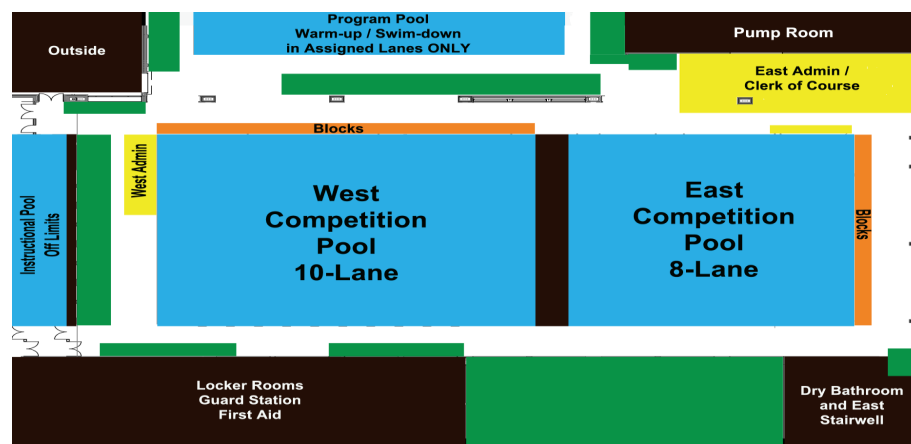 Outside
Program Pool
Warm-up / Swim-down
in Assigned Lanes ONLY
Pump Room
East Admin /
Clerk of Course
Blocks
Instructional Pool
Off Limits
West Admin
West
Competition
Pool
10-Lane
East
Competition
Pool
8-Lane
Blocks
Locker Rooms
Guard Station
First Aid
Dry Bathroom
and East
Stairwell